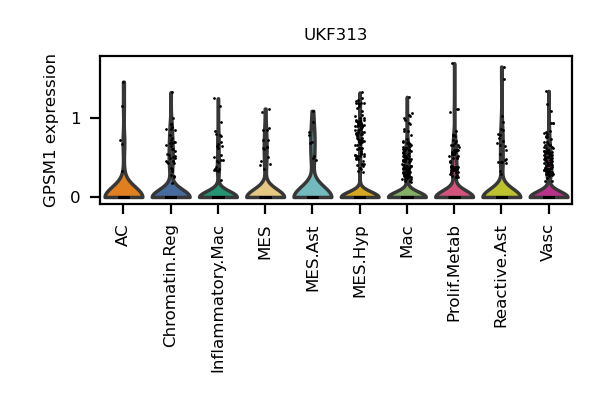 UKF313
GPSM1 expression
1
0
AC
Chromatin.Reg
Inflammatory.Mac
MES
MES.Ast
MES.Hyp
Mac
Prolif.Metab
Reactive.Ast
Vasc